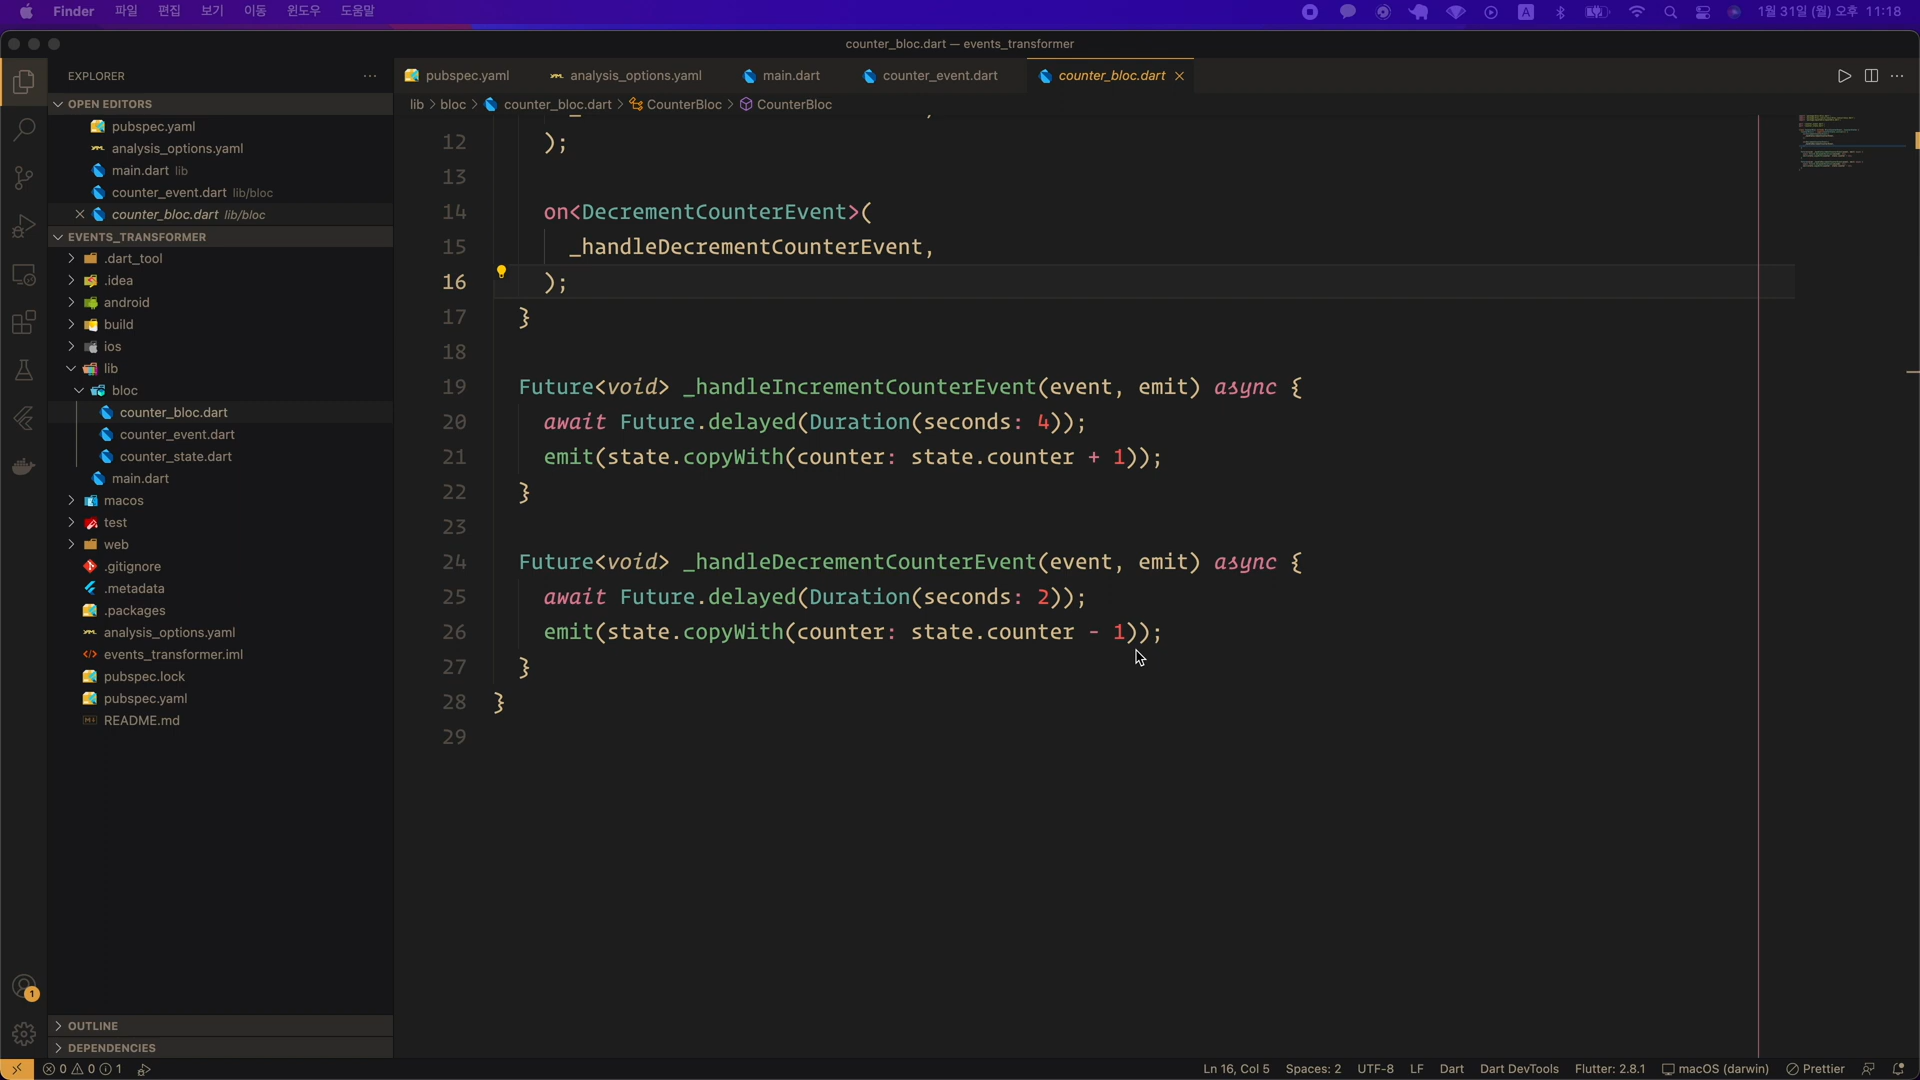 Finder 파일 편집 보기 이동 윈도우 도움말
1월 31일 (월) 오후 11:18
counter_bloc.dart — events_transformer
EXPLORER
pubspec.yaml analysis_options.yaml main.dart counter_event.dart counter_bloc.dart
OPEN EDITORS
lib > bloc > counter_bloc.dart > CounterBloc > CounterBloc
pubspec.yaml
analysis_options.yaml
main.dart lib
counter_event.dart lib/bloc
counter_bloc.dart lib/bloc
EVENTS_TRANSFORMER
.dart_tool
.idea
android
build
ios
lib
bloc
counter_bloc.dart
counter_event.dart
counter_state.dart
main.dart
macos
test
web
.gitignore
.metadata
.packages
analysis_options.yaml
events_transformer.iml
pubspec.lock
pubspec.yaml
README.md
OUTLINE
DEPENDENCIES
12 );
13
14 on<DecrementCounterEvent>(
15 _handleDecrementCounterEvent,
16 );
17 }
18
19 Future<void> _handleIncrementCounterEvent(event, emit) async {
20 await Future.delayed(Duration(seconds: 4));
21 emit(state.copyWith(counter: state.counter + 1));
22 }
23
24 Future<void> _handleDecrementCounterEvent(event, emit) async {
25 await Future.delayed(Duration(seconds: 2));
26 emit(state.copyWith(counter: state.counter - 1));
27 }
28 }
29
1
0 0 1
Ln 16, Col 5 Spaces: 2 UTF-8 LF Dart Dart DevTools Flutter: 2.8.1 macOS (darwin) Prettier